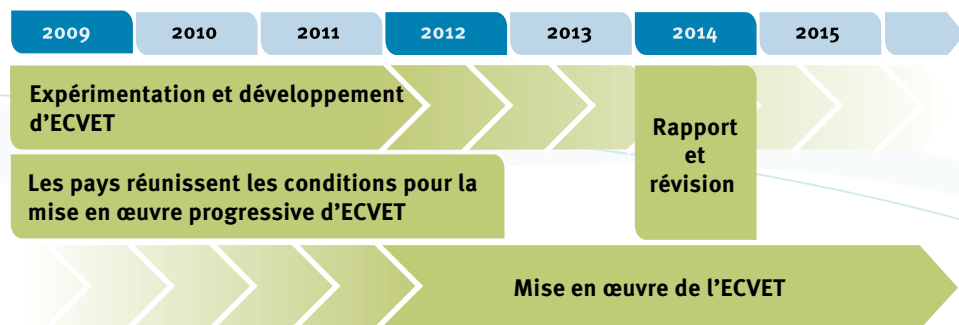 2009 2010 2011 2012 2013 2014 2015
Expérimentation et développement
d’ECVET
Rapport
et
révision
Les pays réunissent les conditions pour la
mise en œuvre progressive d’ECVET
Mise en œuvre de l’ECVET